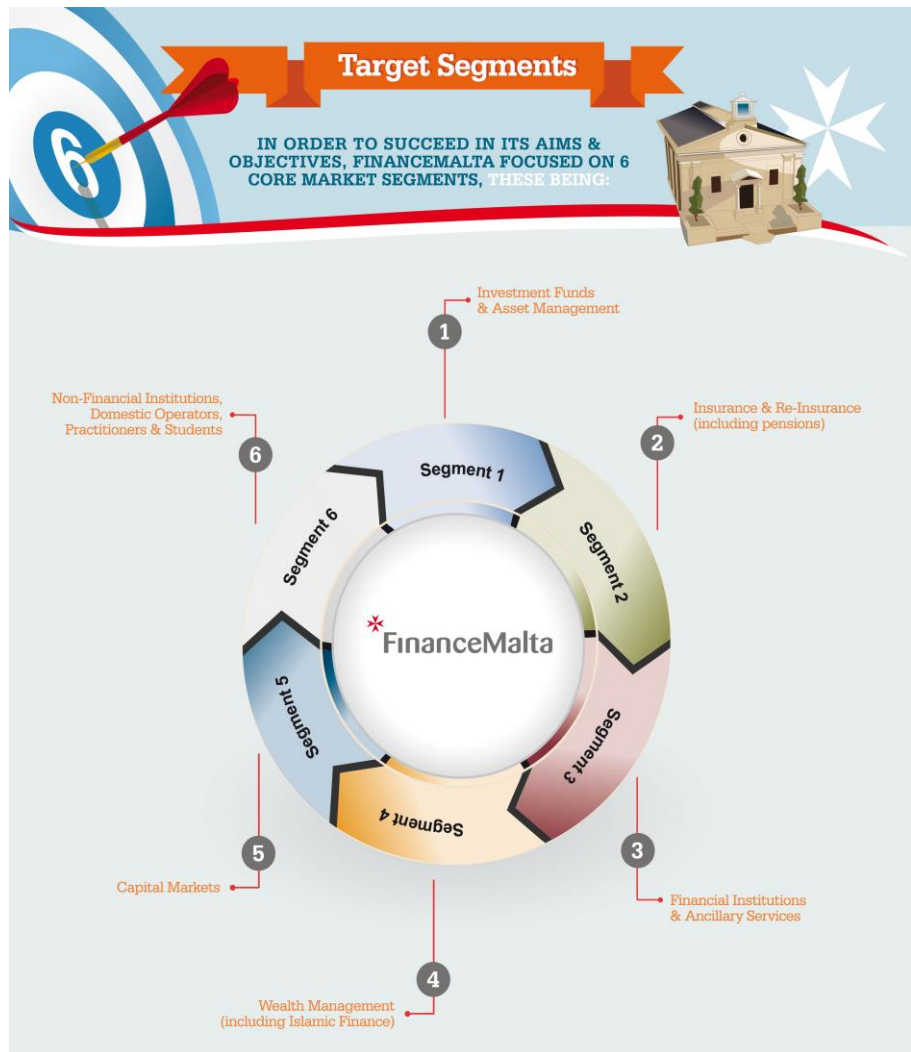 Target Segments
6
IN ORDER TO SUCCEED IN ITS AIMS &
OBJECTIVES, FINANCEMALTA FOCUSED ON 6
CORE MARKET SEGMENTS, THESE BEING:
1
Investment Funds
& Asset Management
2
Insurance & Re-Insurance
(including pensions)
3
Financial Institutions
& Ancillary Services
4
Wealth Management
(including Islamic Finance)
5
Capital Markets
6
Non-Financial Institutions,
Domestic Operators,
Practitioners & Students
Segment 1
Segment 2
Segment 3
Segment 4
Segment 5
Segment 6
FinanceMalta